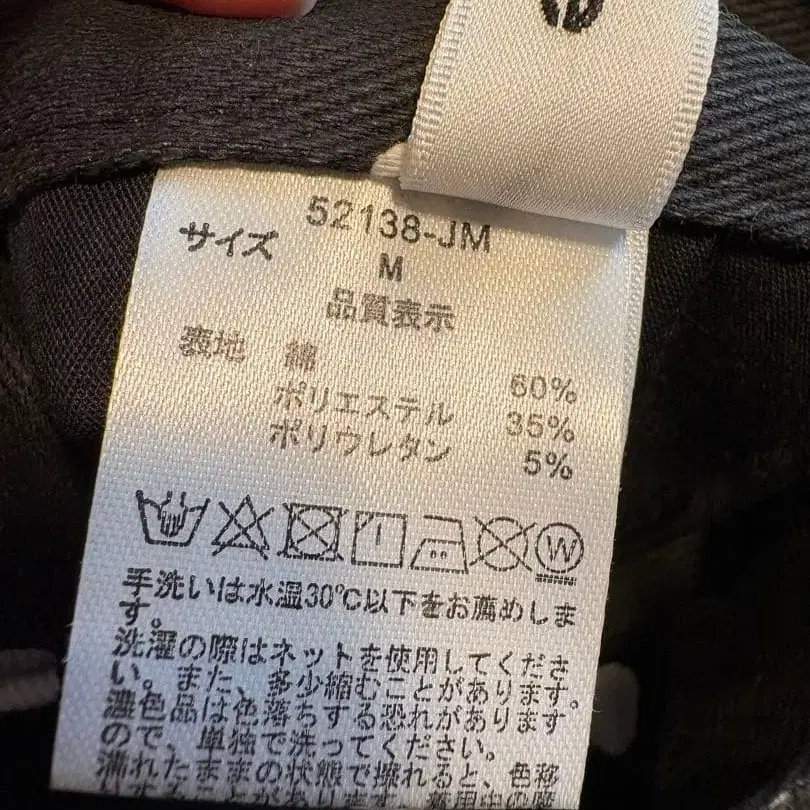 52138-JM
サイズ
M
品質表示
表地 綿 60%
ポリエステル 35%
ポリウレタン 5%
W
手洗いは水温30℃以下をお薦めしま
す。
洗濯の際はネットを使用してくださ
い。また、多少縮むことがあります。
濃色品は色落ちする恐れがあります
ので、単独で洗ってください。
濡れたままの状態で擦れると、色移